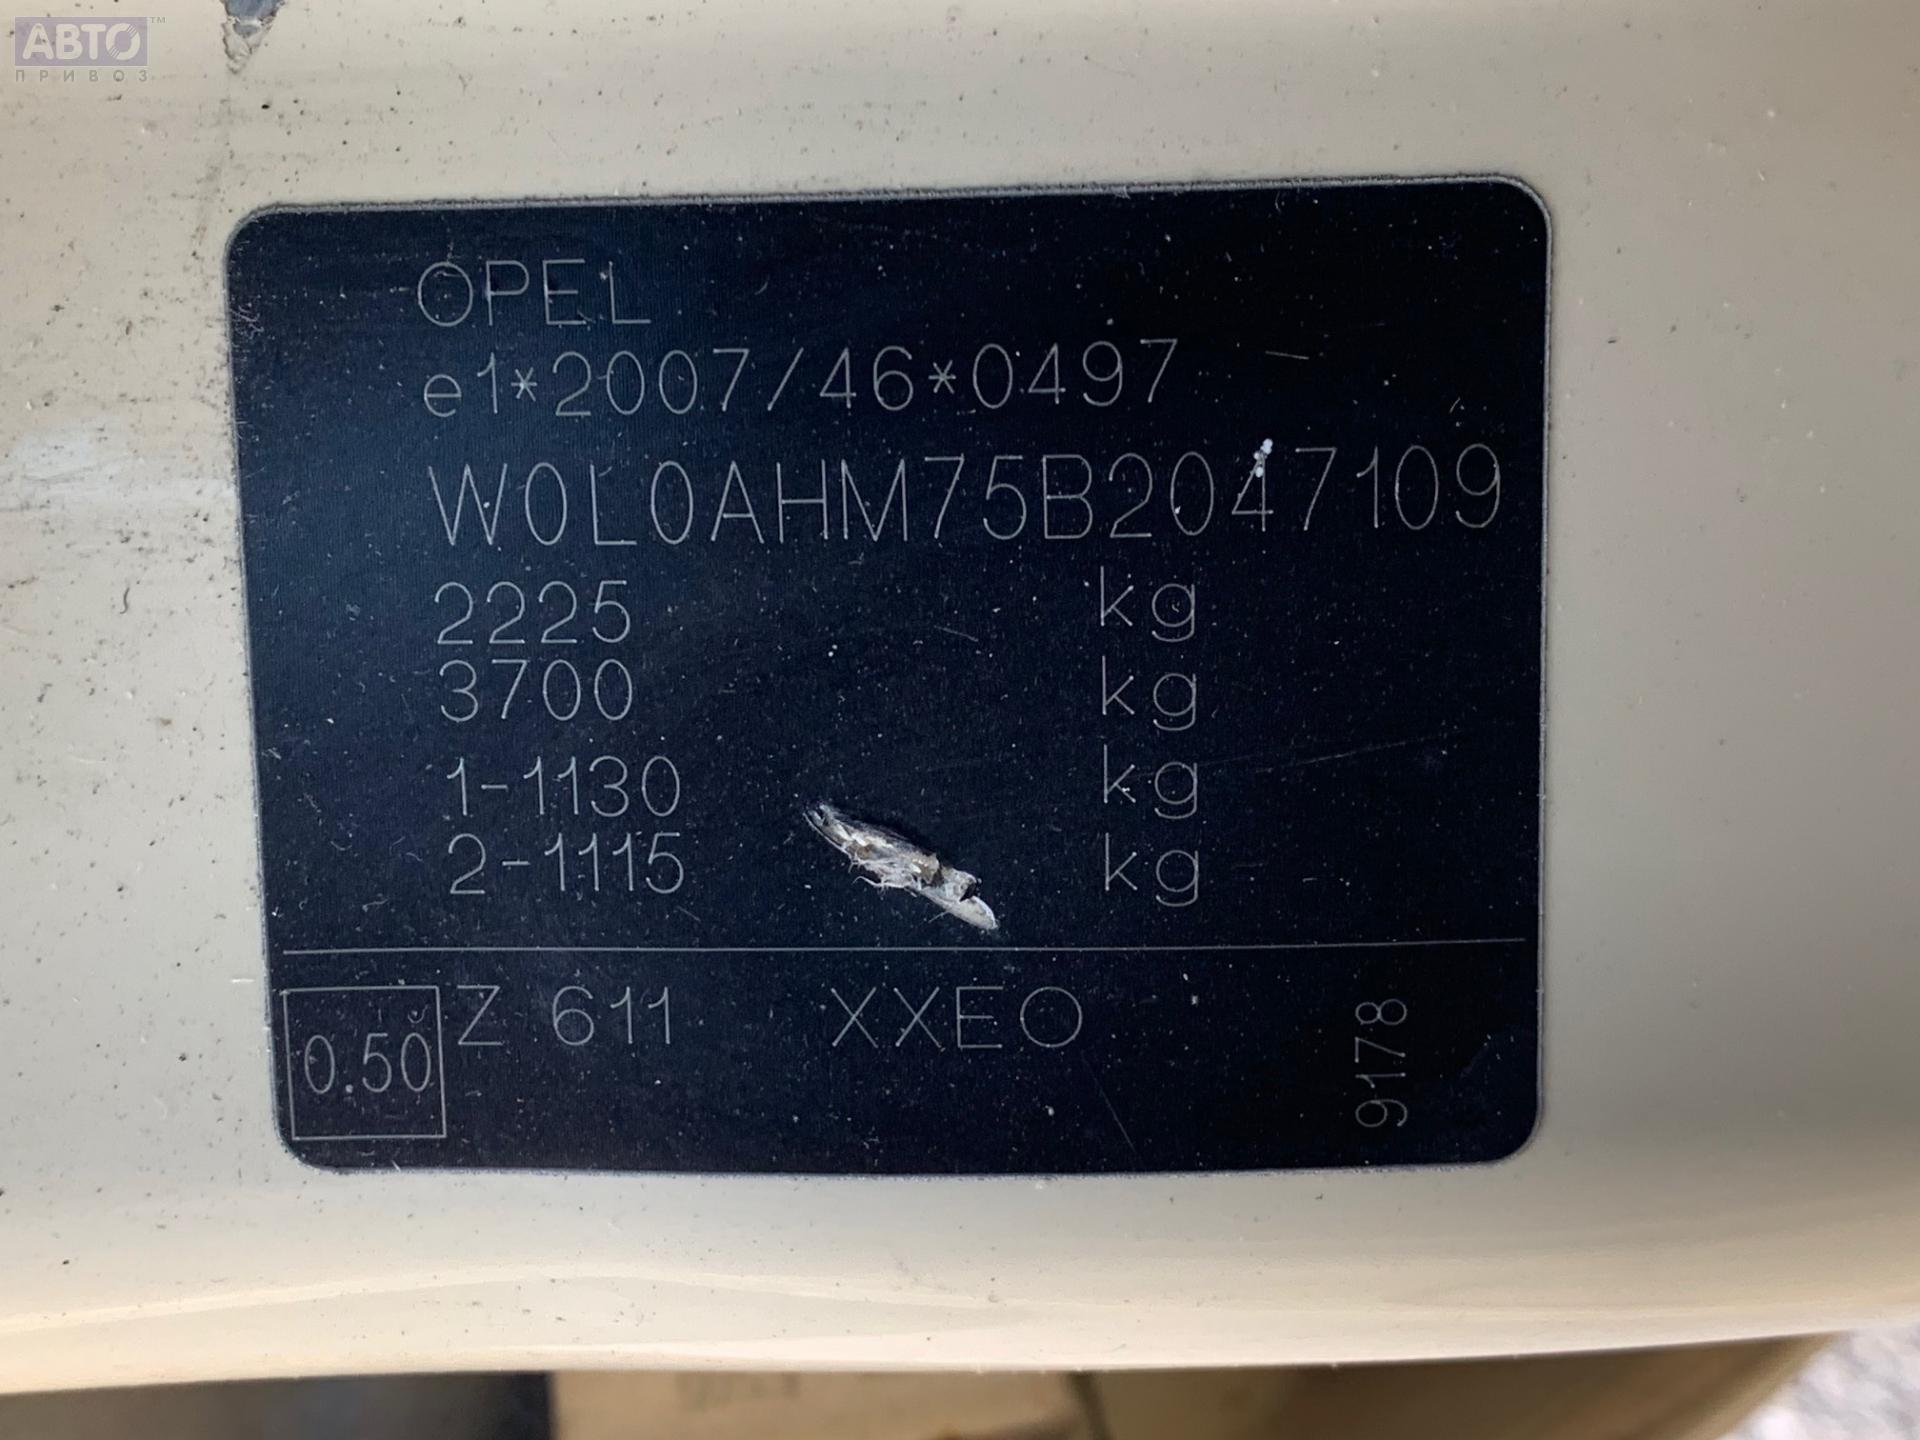 АВТО™
ПРИВОЗ
OPEL
e1*2007/46*0497
W0L0AHM75B2047109
2225 kg
3700 kg
1-1130 kg
2-1115 kg
0.50 Z 611 XXEO
9178